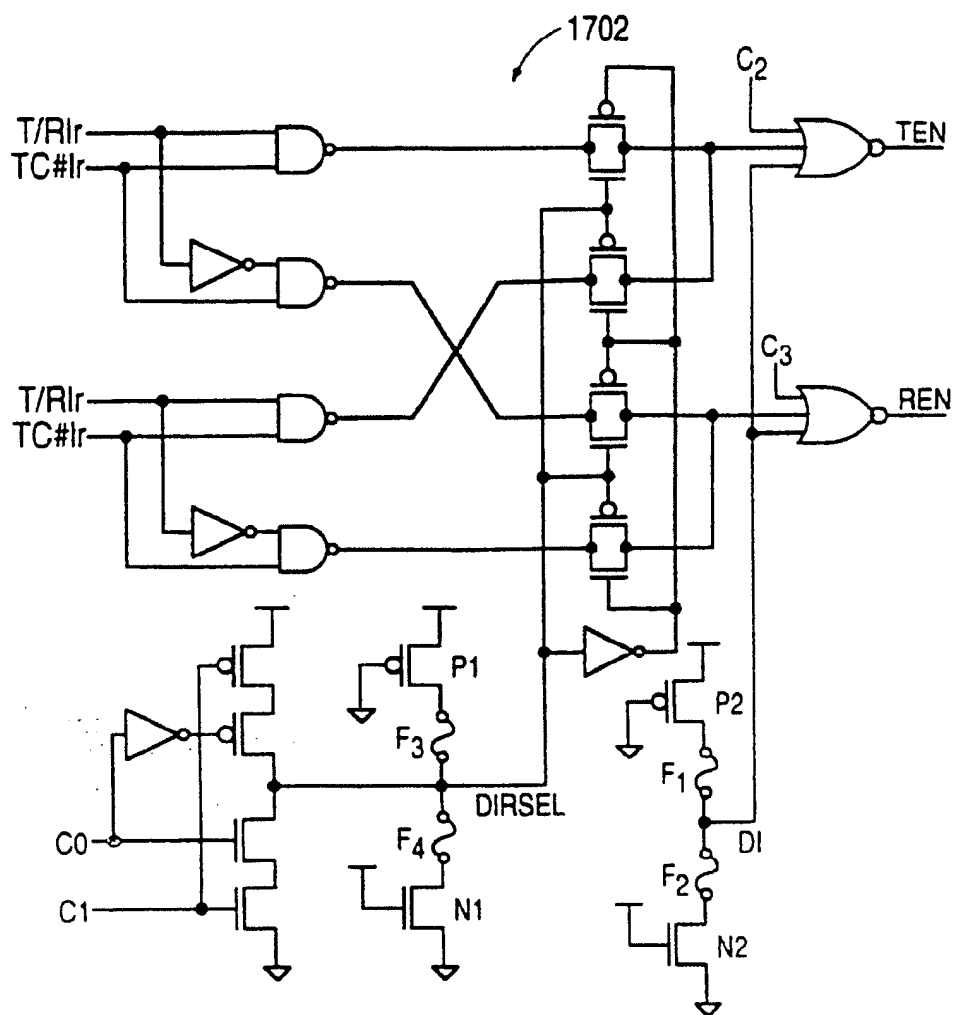 1702
C2
T/RIr
TC#Ir
TEN
C3
T/RIr
TC#Ir
REN
P1
P2
F3
F1
DIRSEL
DI
C0
F4
F2
C1
N1
N2